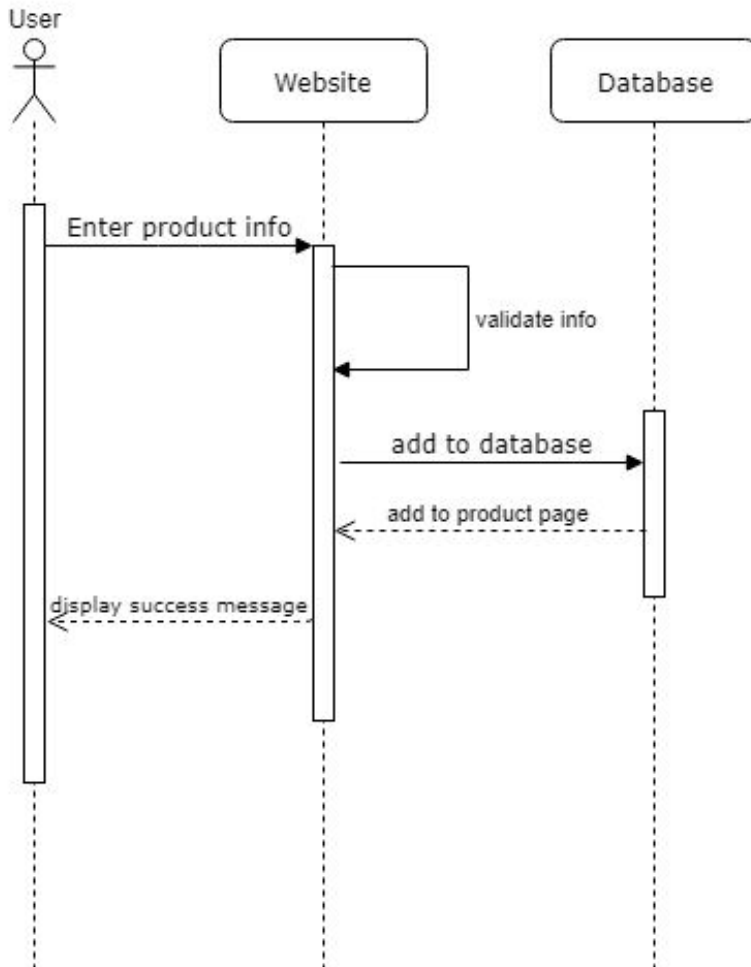 User
Website
Database
Enter product info
validate info
add to database
add to product page
display success message